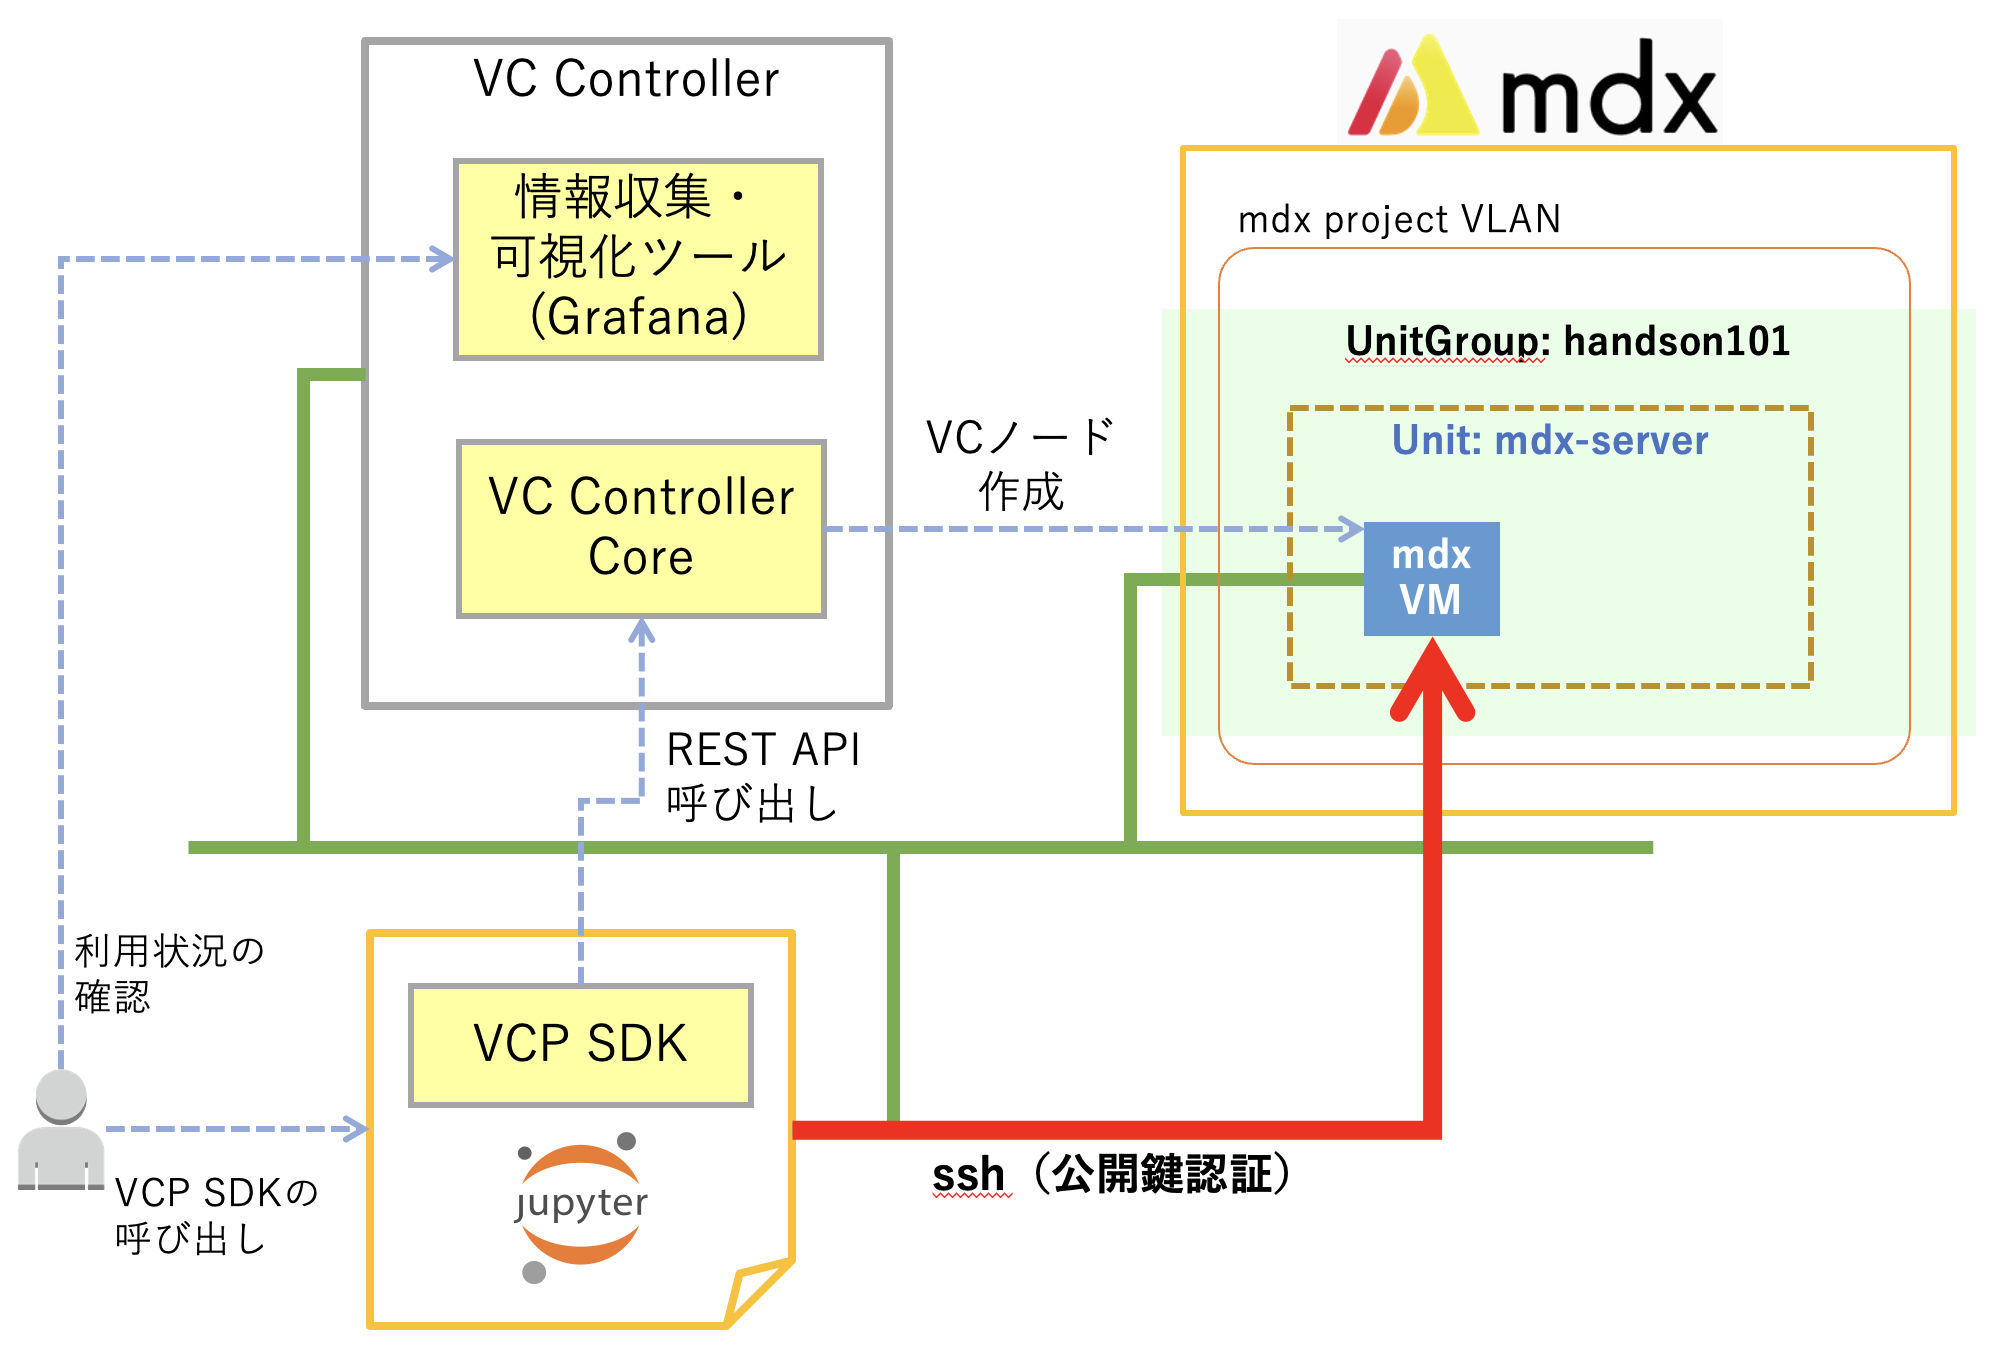 VC Controller
情報収集・
可視化ツール
(Grafana)
VC Controller
Core
mdx
mdx project VLAN
UnitGroup: handson101
Unit: mdx-server
VCノード
作成
mdx
VM
REST API
呼び出し
利用状況の
確認
VCP SDK
jupyter
VCP SDKの
呼び出し
ssh（公開鍵認証）